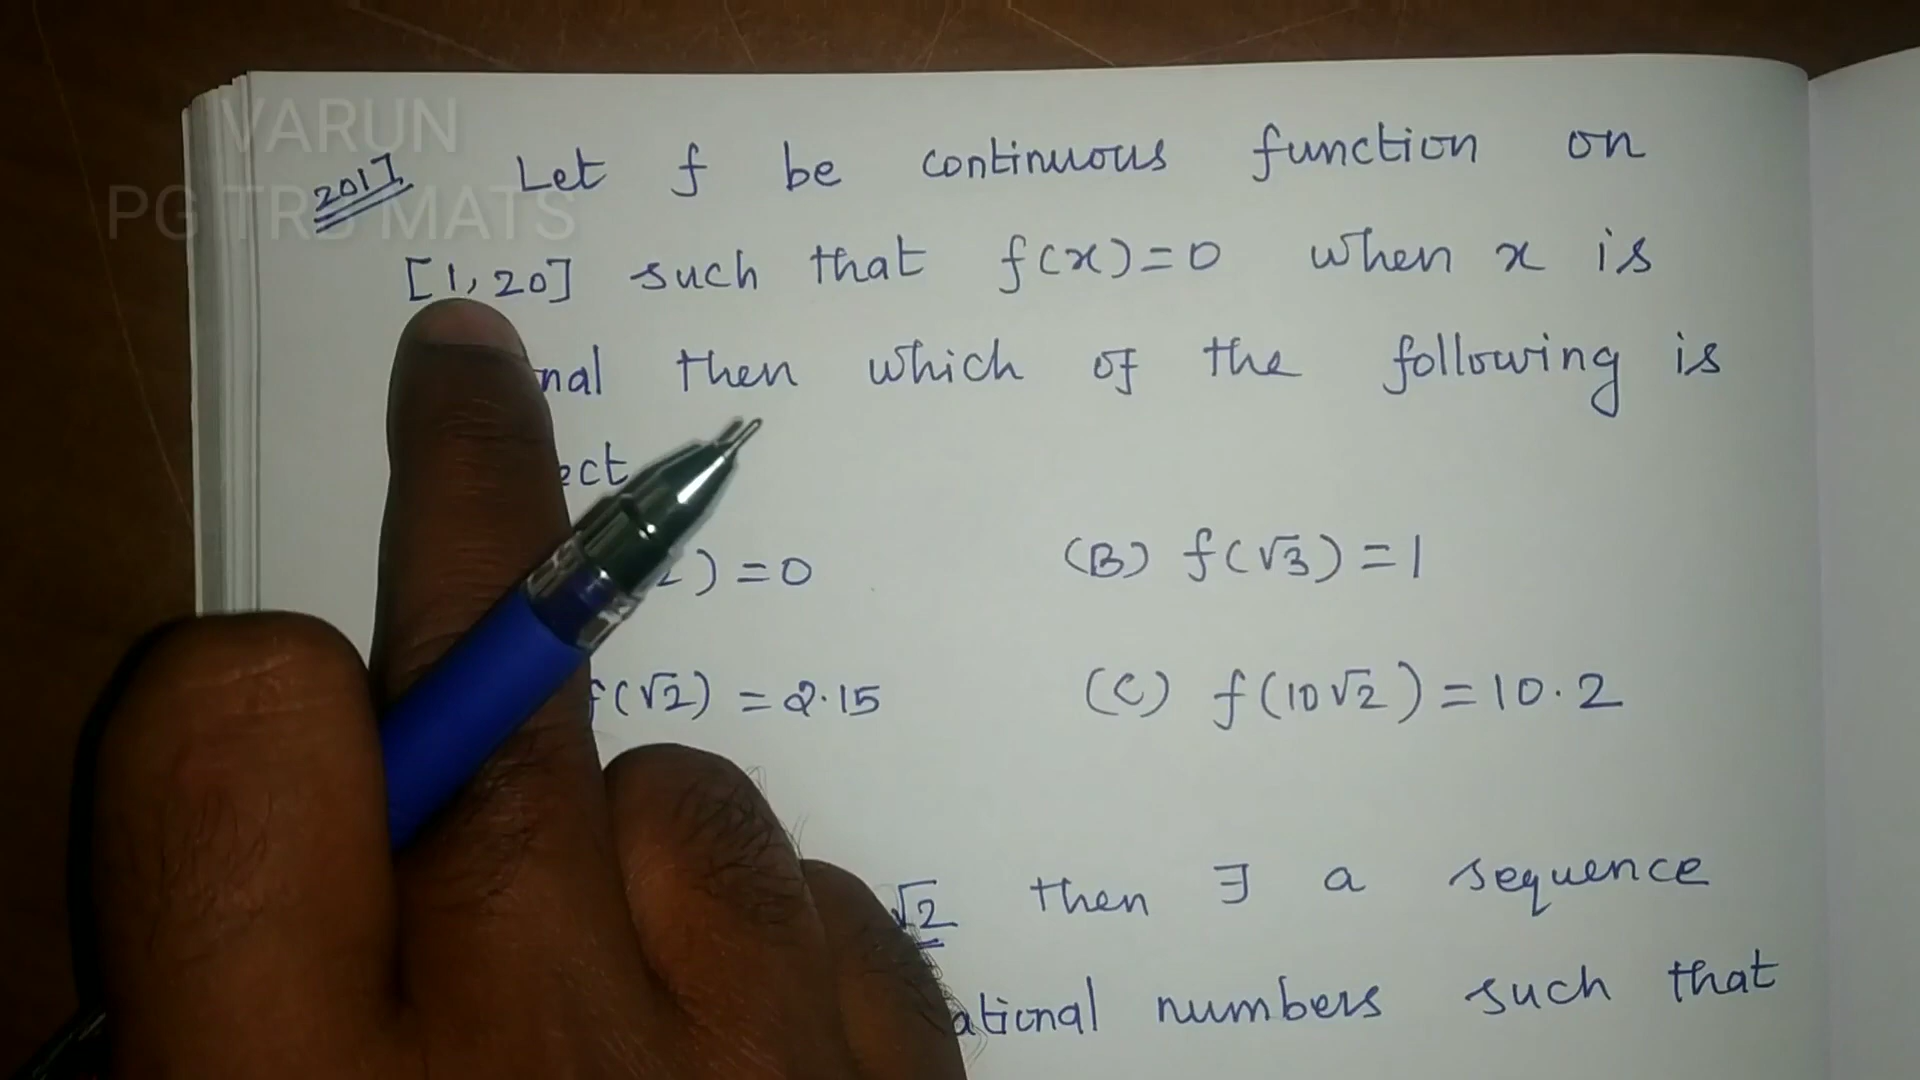 VARUN
PG TRB MATS
2017 Let f be continuous function on
[1,20] such that f(x)=0 when x is
nal then which of the following is
ect
2)=0 (B) f(√3)=1
f(√2)=2.15 (C) f(10√2)=10.2
√2 then ∃ a sequence
ational numbers such that